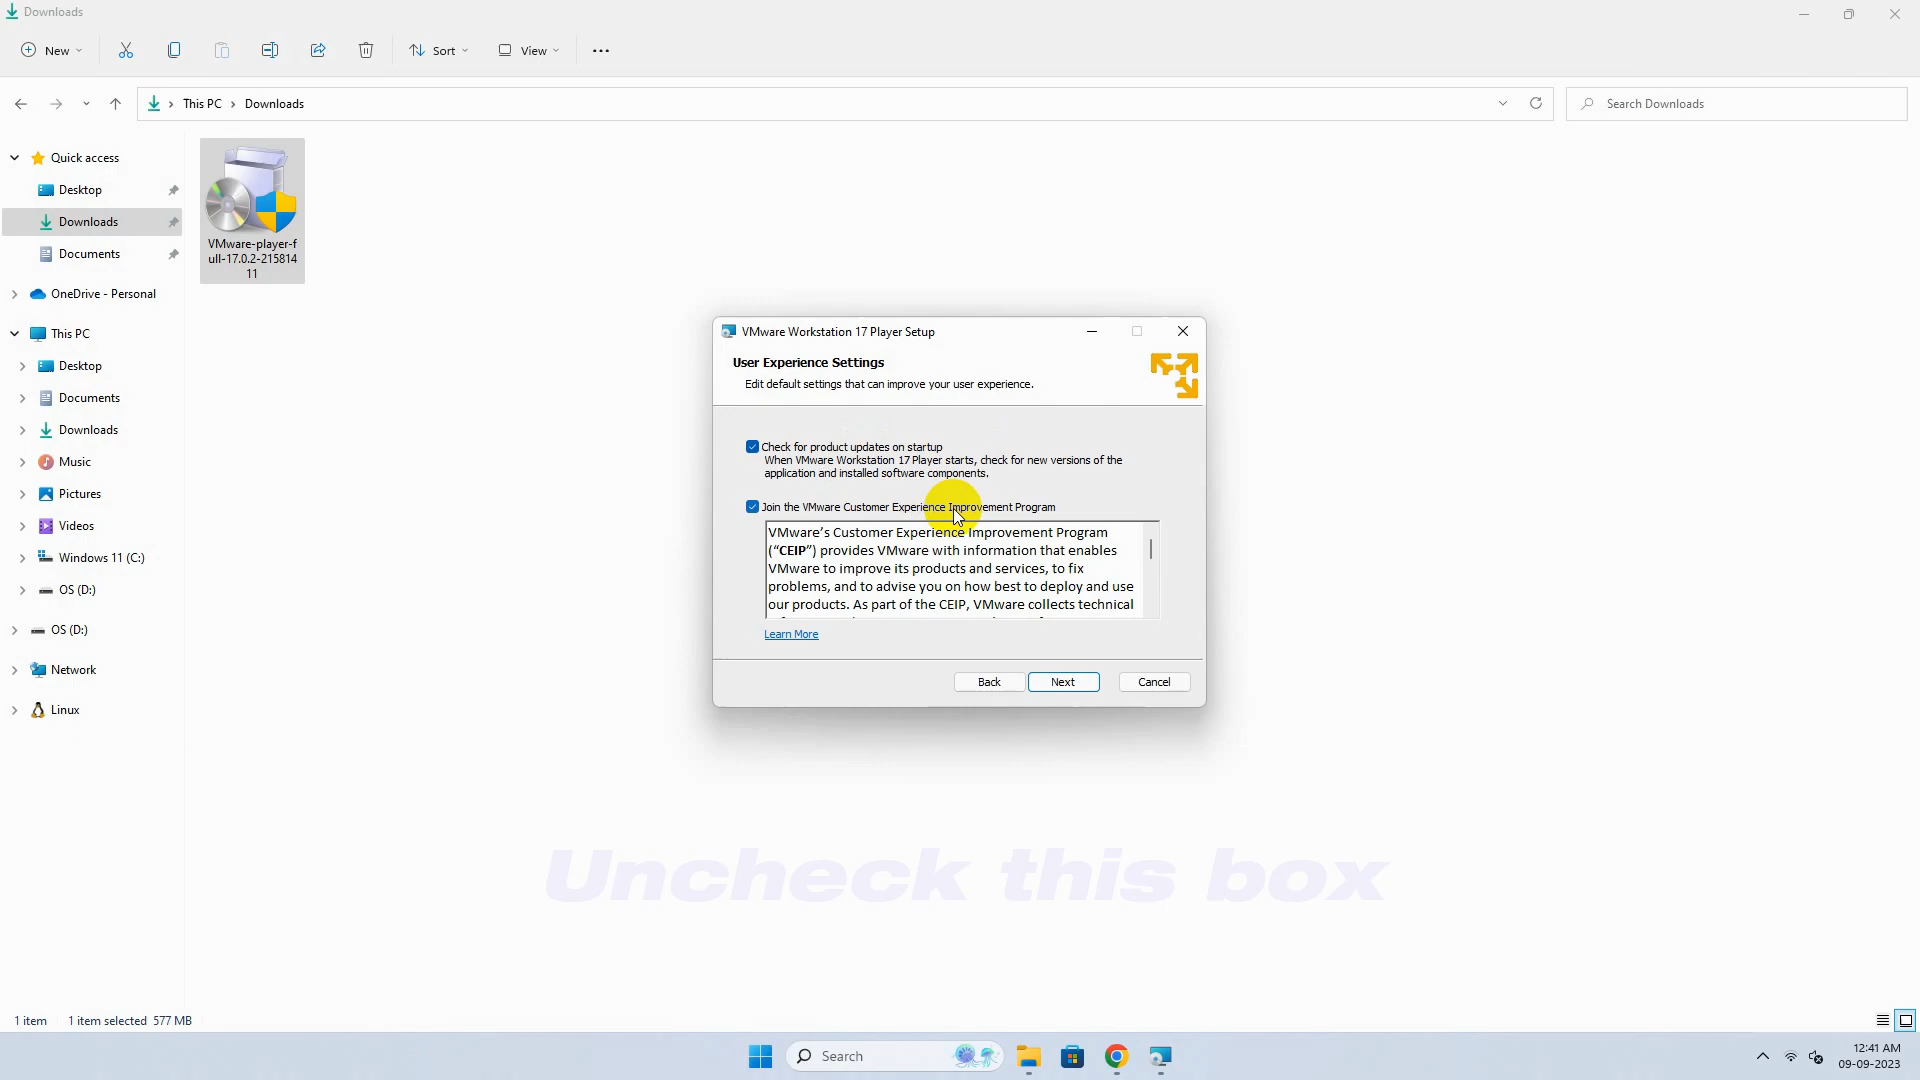 Downloads
New
Sort
View
This PC
Downloads
Search Downloads
Quick access
Desktop
Downloads
Documents
OneDrive - Personal
This PC
Desktop
Documents
Downloads
Music
Pictures
Videos
Windows 11 (C:)
OS (D:)
OS (D:)
Network
Linux
VMware-player-f
ull-17.0.2-215814
11
VMware Workstation 17 Player Setup
User Experience Settings
Edit default settings that can improve your user experience.
Check for product updates on startup
When VMware Workstation 17 Player starts, check for new versions of the
application and installed software components.
Join the VMware Customer Experience Improvement Program
VMware's Customer Experience Improvement Program
("CEIP") provides VMware with information that enables
VMware to improve its products and services, to fix
problems, and to advise you on how best to deploy and use
our products. As part of the CEIP, VMware collects technical
Learn More
Back
Next
Cancel
Uncheck this box
1 item
1 item selected 577 MB
Search
12:41 AM
09-09-2023